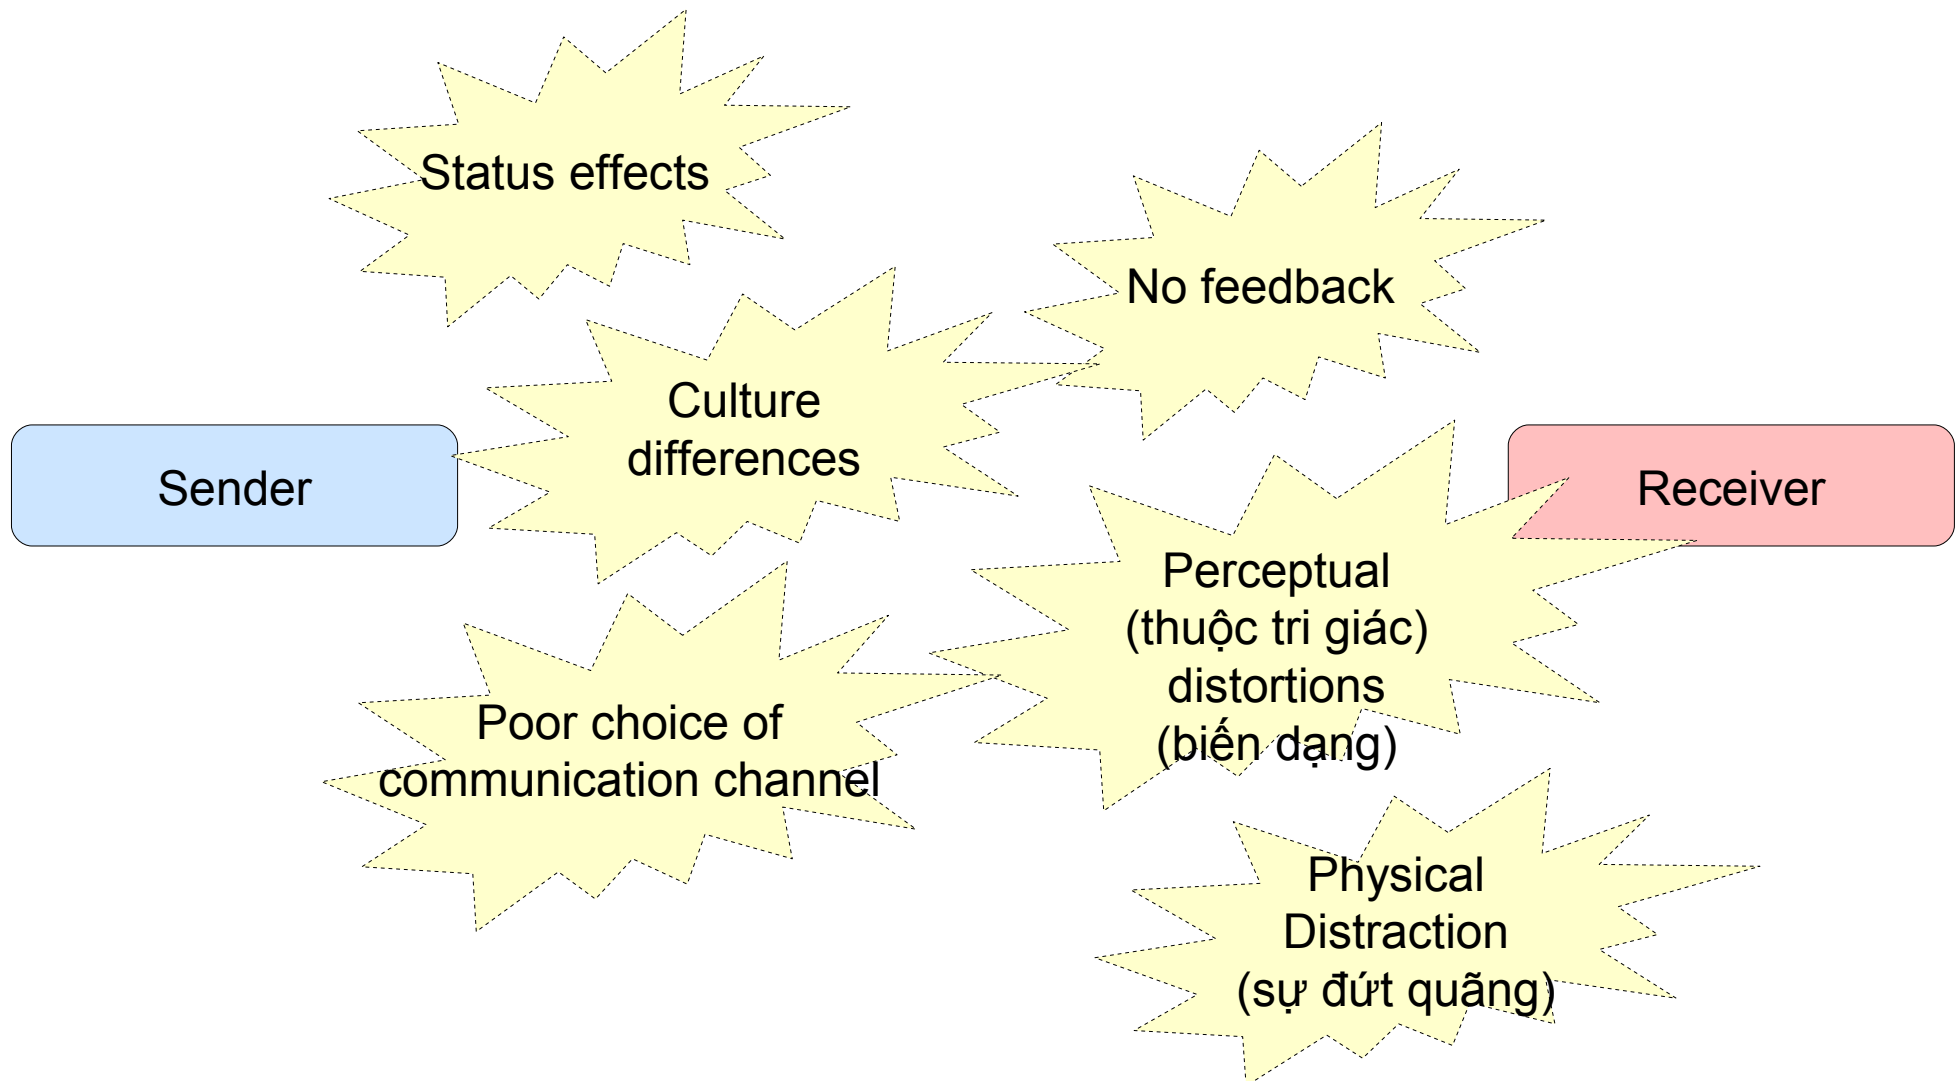 Status effects
No feedback
Culture
differences
Sender
Receiver
Perceptual
(thuộc tri giác)
distortions
(biến dạng)
Poor choice of
communication channel
Physical
Distraction
(sự đứt quãng)